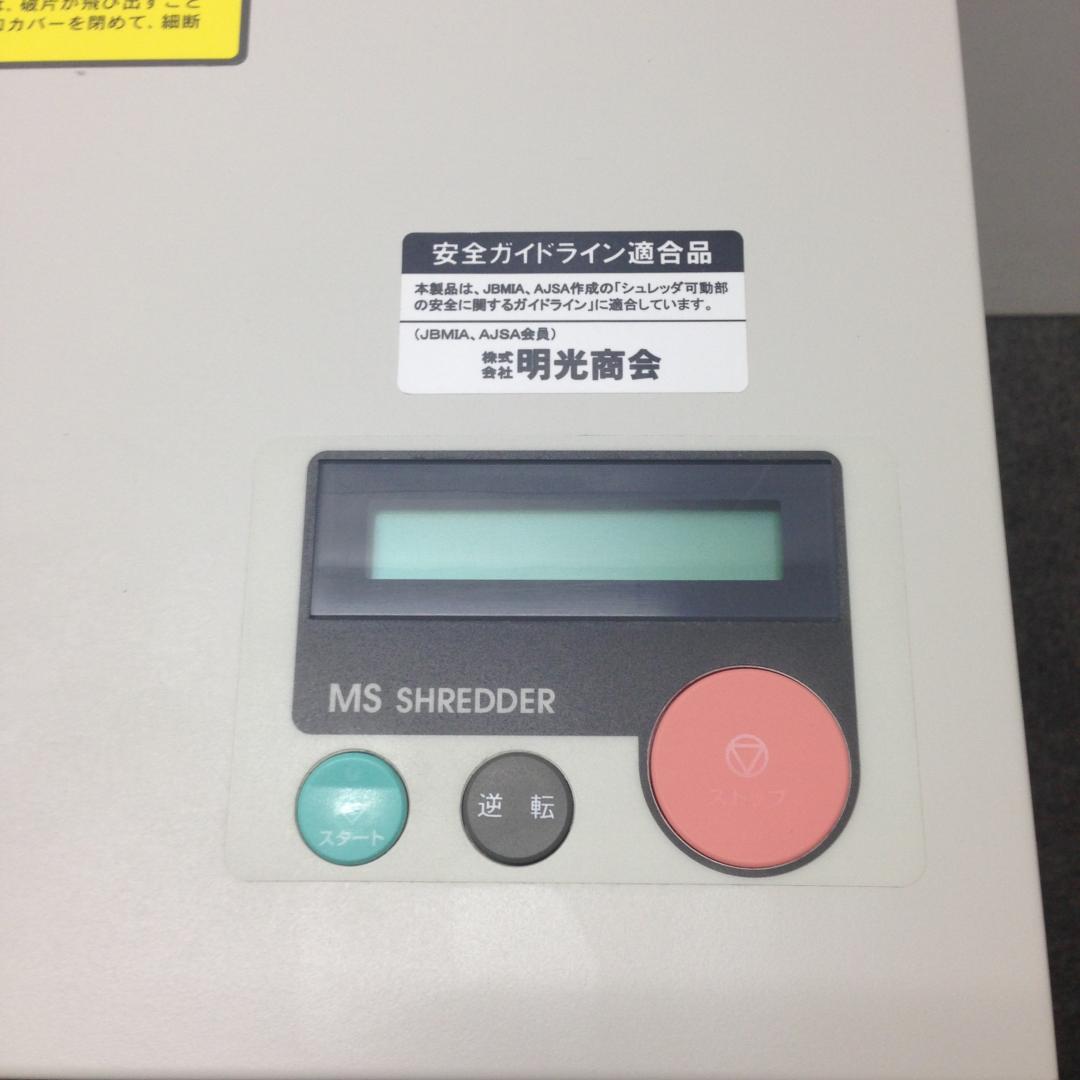 は、破片が飛び出すこと
カバーを閉めて、細断
安全ガイドライン適合品
本製品は、JBMIA、AJSA作成の「シュレッダ可動部
の安全に関するガイドライン」に適合しています。
(JBMIA、AJSA会員)
株式会社 明光商会
MS SHREDDER
スタート
逆 転
ストップ